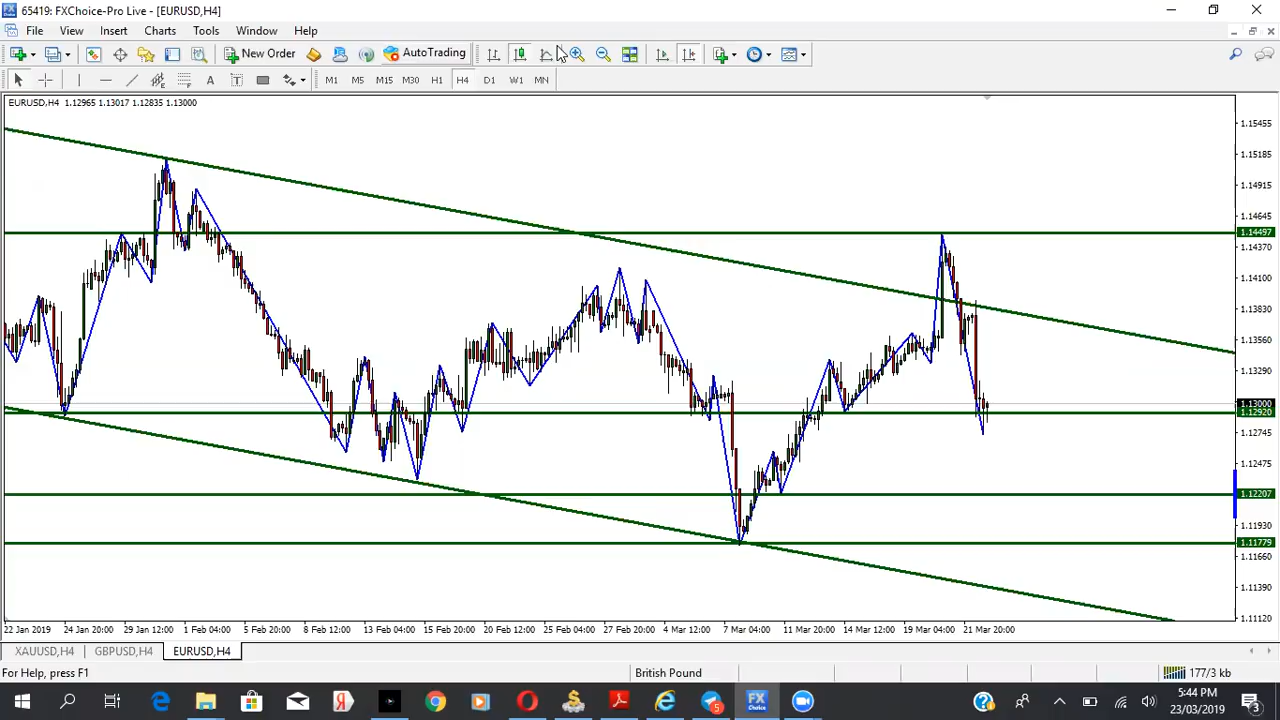 65419: FXChoice-Pro Live - [EURUSD,H4]
File View Insert Charts Tools Window Help
New Order AutoTrading
A T M1 M5 M15 M30 H1 H4 D1 W1 MN
EURUSD,H4 1.12965 1.13017 1.12835 1.13000
1.15455
1.15185
1.14915
1.14645
1.14497
1.14370
1.14100
1.13830
1.13560
1.13290
1.13000
1.12920
1.12745
1.12475
1.12207
1.11930
1.11779
1.11660
1.11390
1.11120
22 Jan 2019 24 Jan 20:00 29 Jan 12:00 1 Feb 04:00 5 Feb 20:00 8 Feb 12:00 13 Feb 04:00 15 Feb 20:00 20 Feb 12:00 25 Feb 04:00 27 Feb 20:00 4 Mar 12:00 7 Mar 04:00 11 Mar 20:00 14 Mar 12:00 19 Mar 04:00 21 Mar 20:00
XAUUSD,H4 GBPUSD,H4 EURUSD,H4
For Help, press F1 British Pound 177/3 kb
5:44 PM
23/03/2019
FX
Choice
5
3